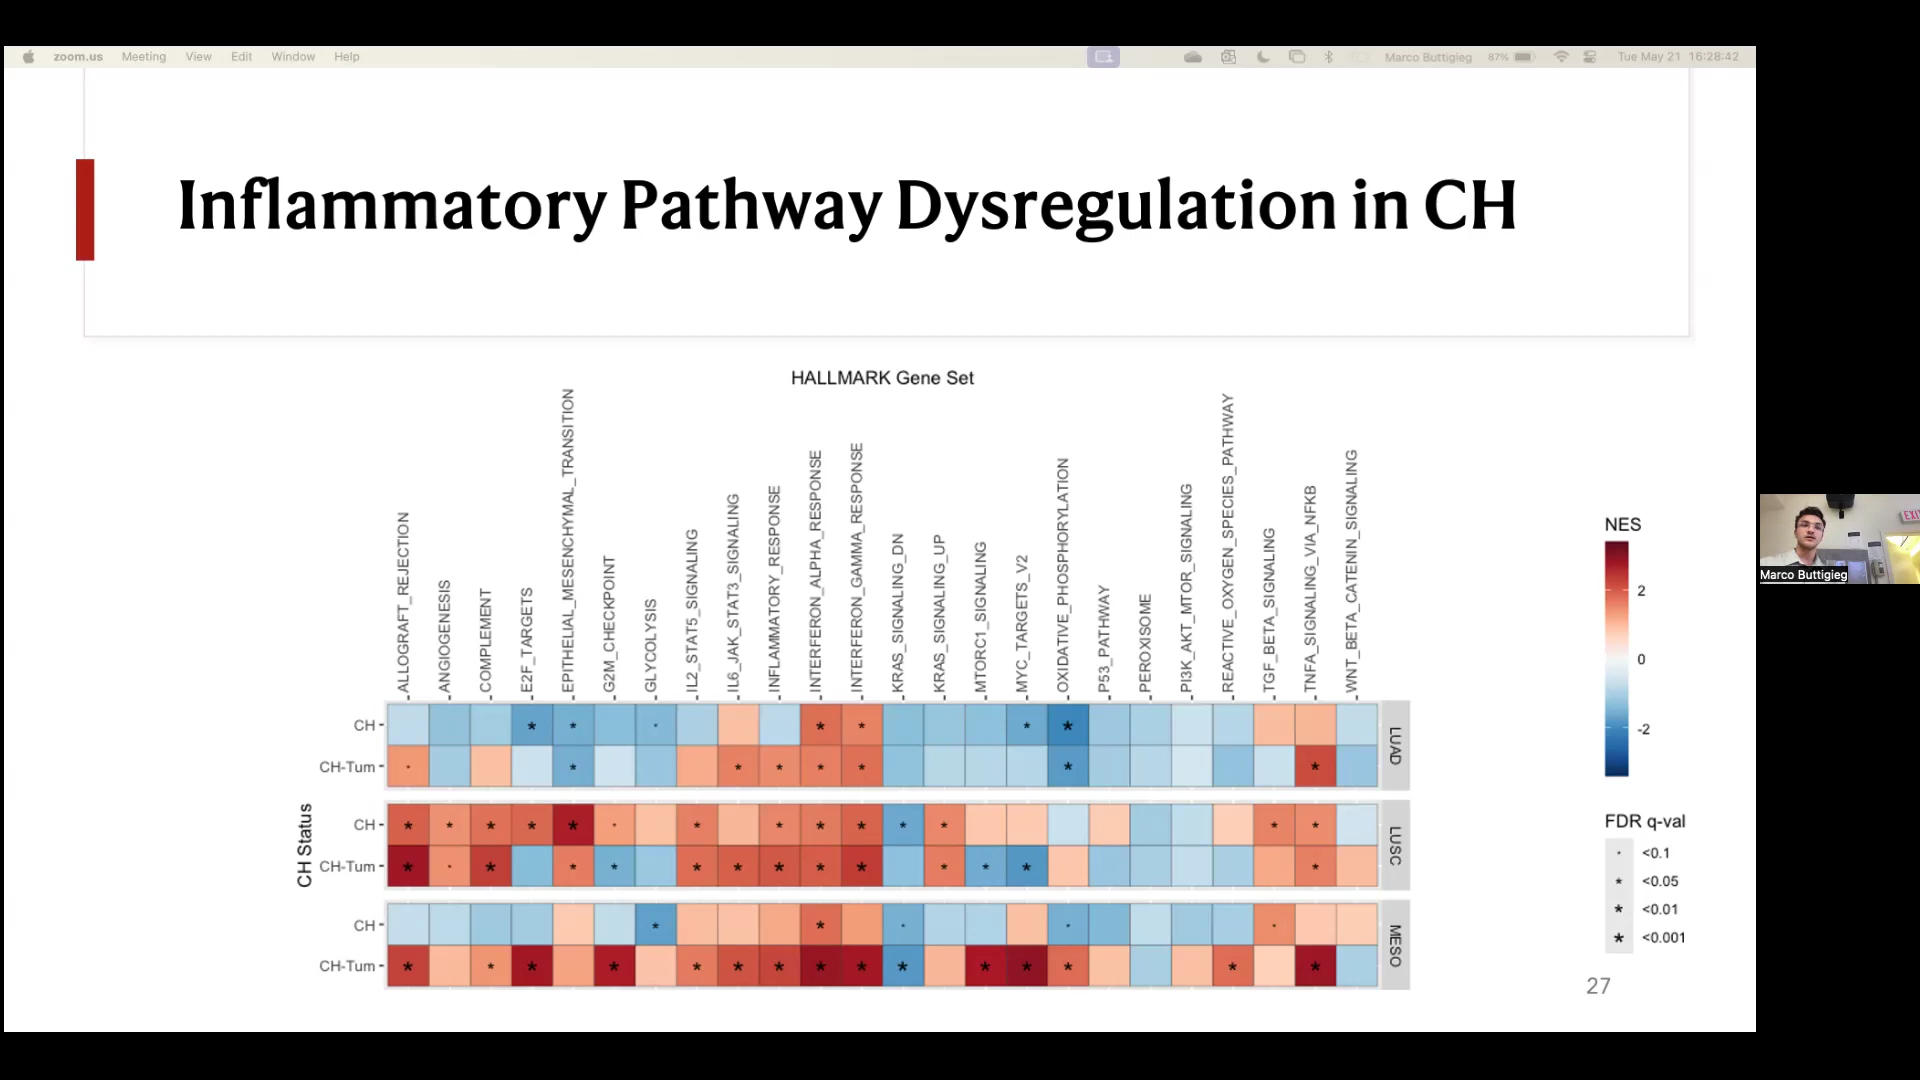 zoom.us Meeting View Edit Window Help Marco Buttigieg 87% Tue May 21 16:28:42
Inflammatory Pathway Dysregulation in CH
HALLMARK Gene Set
ALLOGRAFT_REJECTION
ANGIOGENESIS
COMPLEMENT
E2F_TARGETS
EPITHELIAL_MESENCHYMAL_TRANSITION
G2M_CHECKPOINT
GLYCOLYSIS
IL2_STAT5_SIGNALING
IL6_JAK_STAT3_SIGNALING
INFLAMMATORY_RESPONSE
INTERFERON_ALPHA_RESPONSE
INTERFERON_GAMMA_RESPONSE
KRAS_SIGNALING_DN
KRAS_SIGNALING_UP
MTORC1_SIGNALING
MYC_TARGETS_V2
OXIDATIVE_PHOSPHORYLATION
P53_PATHWAY
PEROXISOME
PI3K_AKT_MTOR_SIGNALING
REACTIVE_OXYGEN_SPECIES_PATHWAY
TGF_BETA_SIGNALING
TNFA_SIGNALING_VIA_NFKB
WNT_BETA_CATENIN_SIGNALING
CH Status
CH
CH-Tum
LUAD
CH
CH-Tum
LUSC
CH
CH-Tum
MESO
NES
2
0
-2
FDR q-val
<0.1
<0.05
<0.01
<0.001
27
EXI
Marco Buttigieg